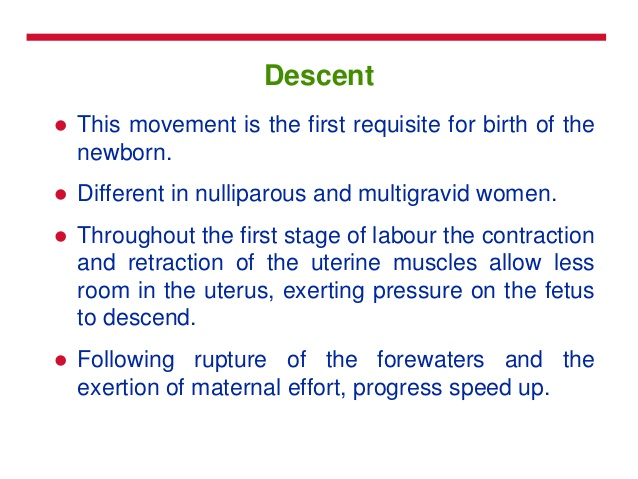 Descent
● This movement is the first requisite for birth of the
newborn.
● Different in nulliparous and multigravid women.
● Throughout the first stage of labour the contraction
and retraction of the uterine muscles allow less
room in the uterus, exerting pressure on the fetus
to descend.
● Following rupture of the forewaters and the
exertion of maternal effort, progress speed up.